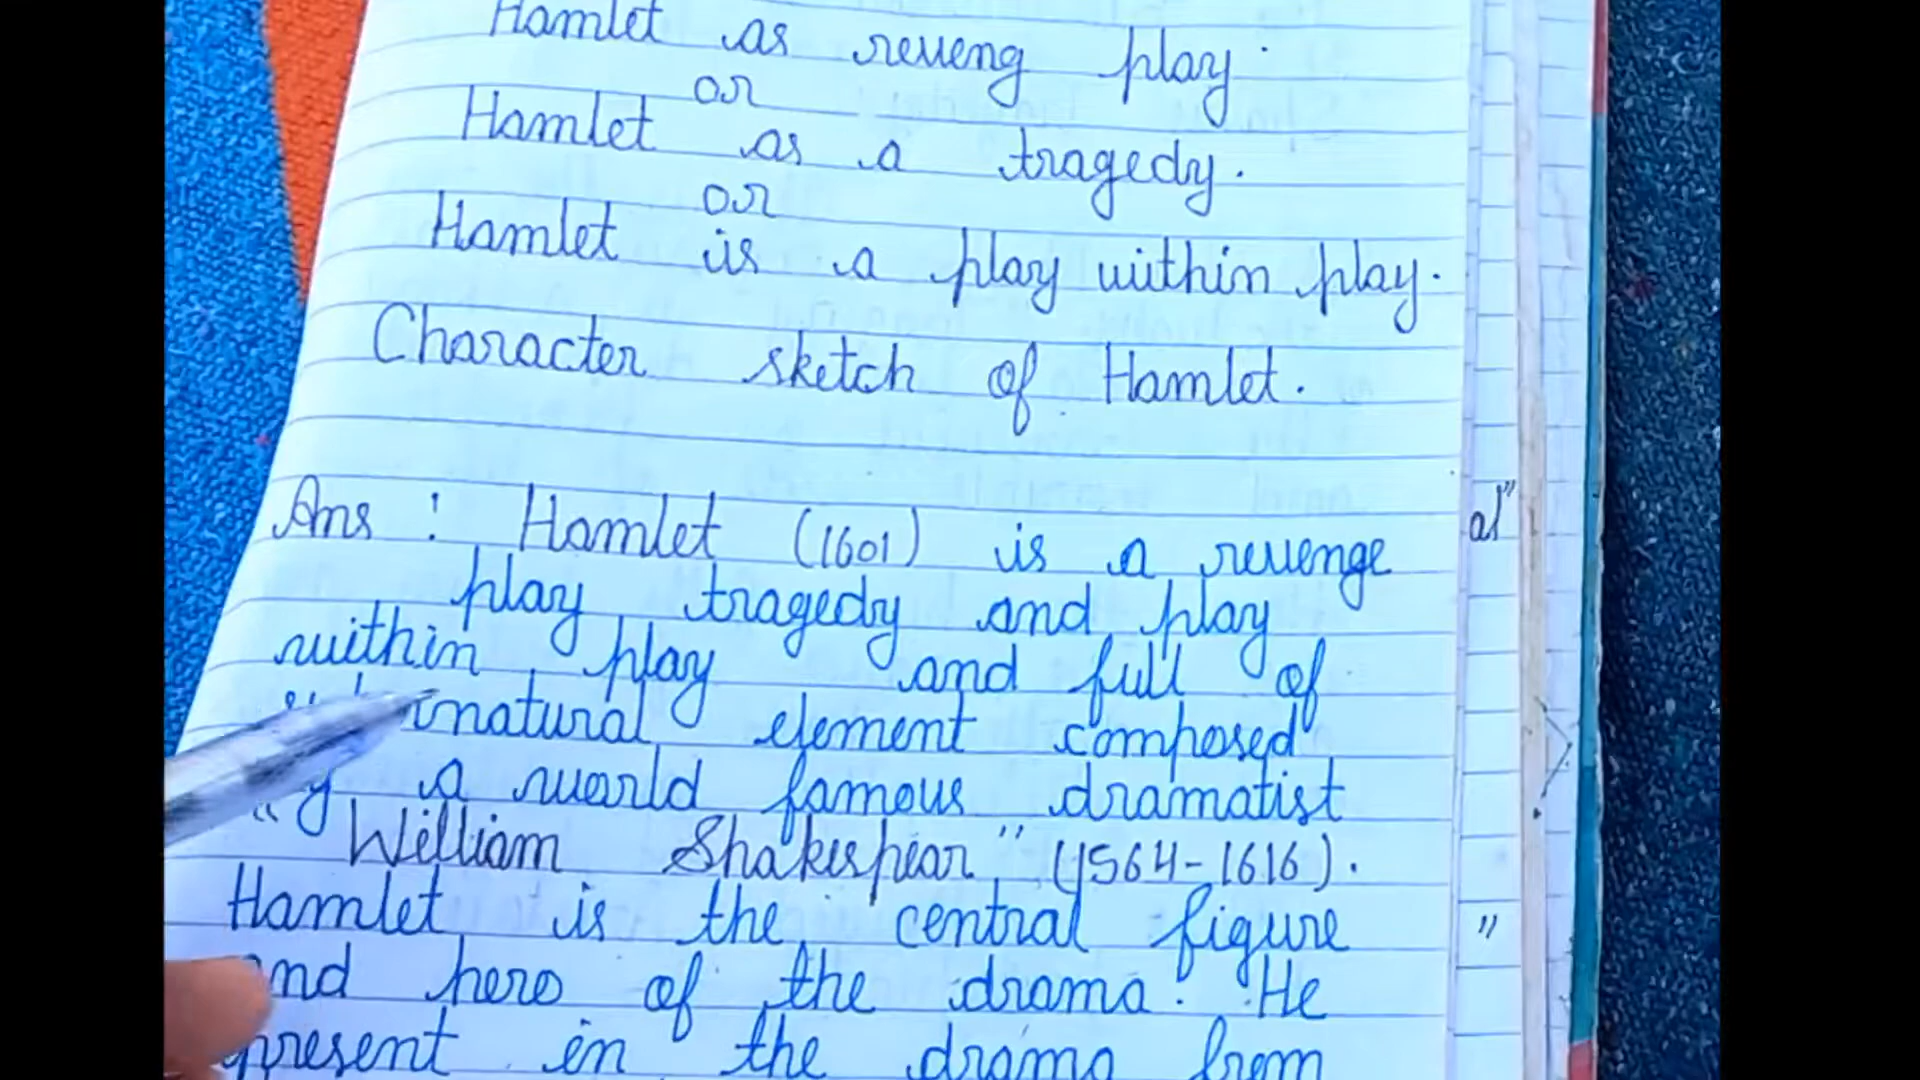 Hamlet as reveng play.
or
Hamlet as a tragedy.
or
Hamlet is a play within play.
Character sketch of Hamlet.
Ans : Hamlet (1601) is a revenge
play tragedy and play
within play and full of
natural element composed
a world famous dramatist
"William Shakespear" (1564-1616).
Hamlet is the central figure
and hero of the drama. He
present in the drama from
al"
"